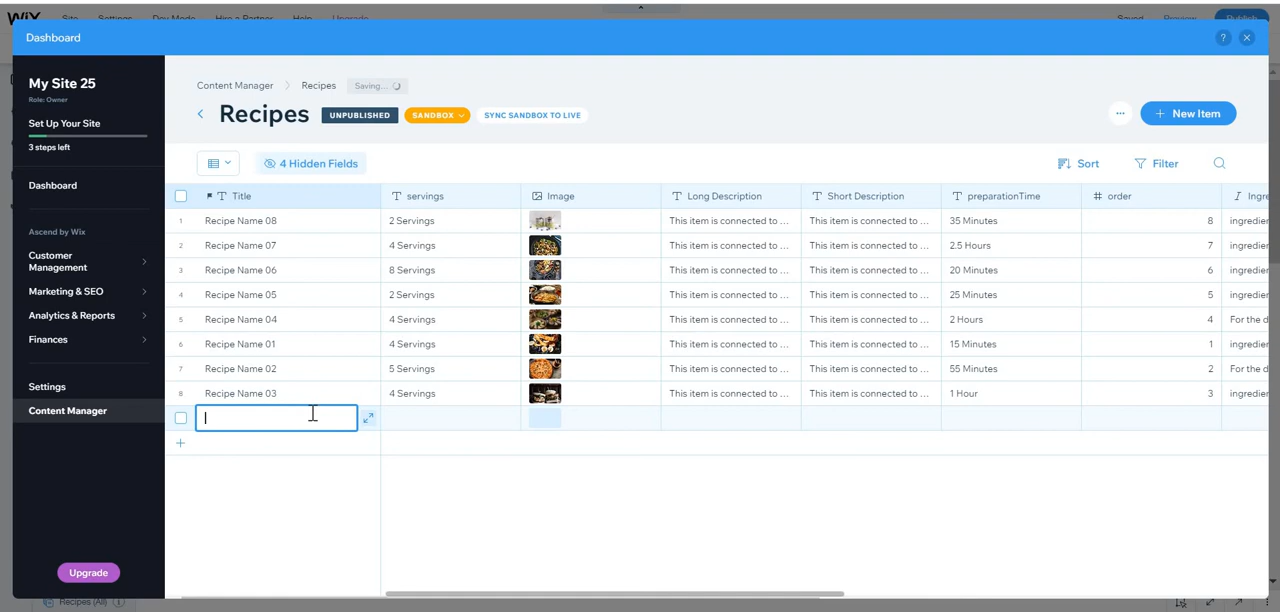 WiX Site Settings Dev Mode Hire a Partner Help Upgrade Saved Preview Publish
Dashboard ?
My Site 25
Role: Owner
Set Up Your Site
3 steps left
Dashboard
Ascend by Wix
Customer Management
Marketing & SEO
Analytics & Reports
Finances
Settings
Content Manager
Upgrade
Content Manager Recipes Saving...
Recipes UNPUBLISHED SANDBOX SYNC SANDBOX TO LIVE ... + New Item
4 Hidden Fields Sort Filter
Title servings Image Long Description Short Description preparationTime # order Ingre
1 Recipe Name 08 2 Servings This item is connected to ... This item is connected to ... 35 Minutes 8 ingredien
2 Recipe Name 07 4 Servings This item is connected to ... This item is connected to ... 2.5 Hours 7 ingredien
3 Recipe Name 06 8 Servings This item is connected to ... This item is connected to ... 20 Minutes 6 ingredien
4 Recipe Name 05 2 Servings This item is connected to ... This item is connected to ... 25 Minutes 5 ingredien
5 Recipe Name 04 4 Servings This item is connected to ... This item is connected to ... 2 Hours 4 For the d
6 Recipe Name 01 4 Servings This item is connected to ... This item is connected to ... 15 Minutes 1 ingredien
7 Recipe Name 02 5 Servings This item is connected to ... This item is connected to ... 55 Minutes 2 For the d
8 Recipe Name 03 4 Servings This item is connected to ... This item is connected to ... 1 Hour 3 ingredien
+
Recipes (All)